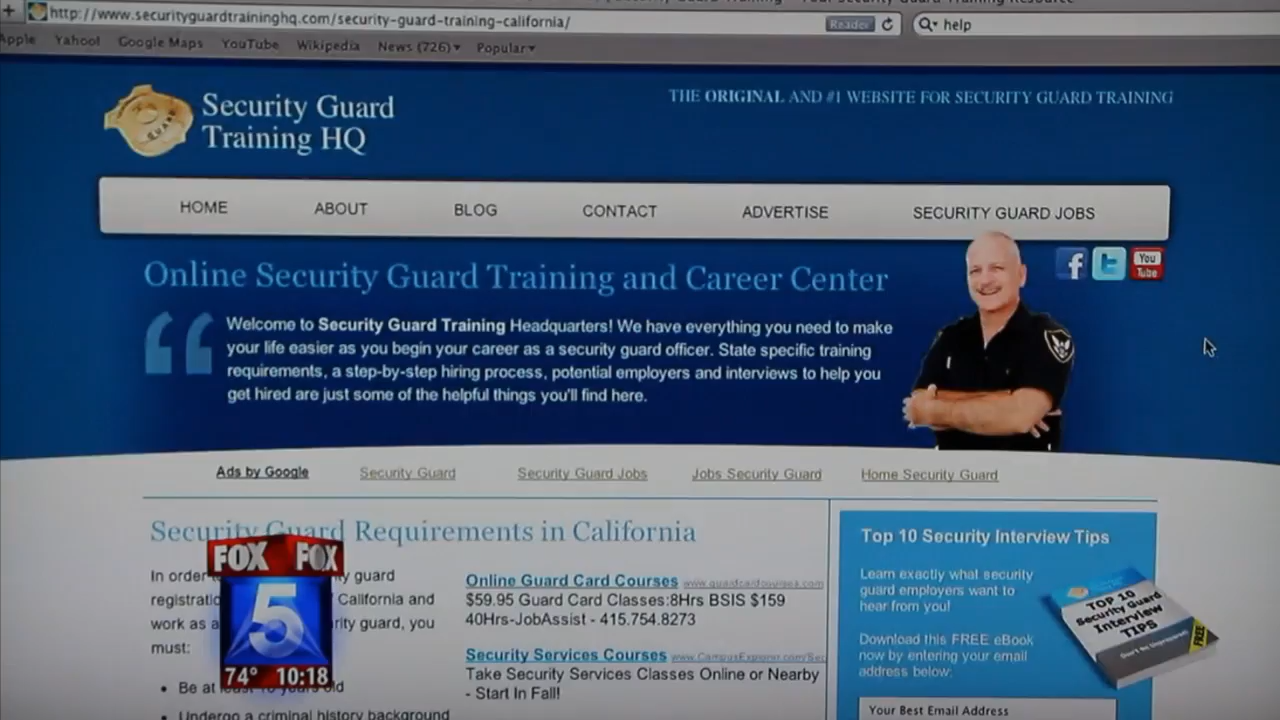 http://www.securityguardtraininghq.com/security-guard-training-california/
Reader
help
Apple Yahoo! Google Maps YouTube Wikipedia News (726) Popular
Security Guard
Training HQ
THE ORIGINAL AND #1 WEBSITE FOR SECURITY GUARD TRAINING
HOME ABOUT BLOG CONTACT ADVERTISE SECURITY GUARD JOBS
Online Security Guard Training and Career Center
You
Tube
Welcome to Security Guard Training Headquarters! We have everything you need to make
your life easier as you begin your career as a security guard officer. State specific training
requirements, a step-by-step hiring process, potential employers and interviews to help you
get hired are just some of the helpful things you'll find here.
Ads by Google Security Guard Security Guard Jobs Jobs Security Guard Home Security Guard
Security Guard Requirements in California
In order guard
California and
work as a guard, you
must:
Be at
Undergo a criminal history background
Online Guard Card Courses www.guardcardcourses.com
$59.95 Guard Card Classes:8Hrs BSIS $159
40Hrs-JobAssist - 415.754.8273
Security Services Courses
Take Security Services Classes Online or Nearby
- Start In Fall!
Top 10 Security Interview Tips
Learn exactly what security
guard employers want to
hear from you!
Download this FREE eBook
now by entering your email
address below:
Your Best Email Address
TOP 10
Security Guard
Interview
TIPS
FREE
FOX FOX
5
74° 10:18